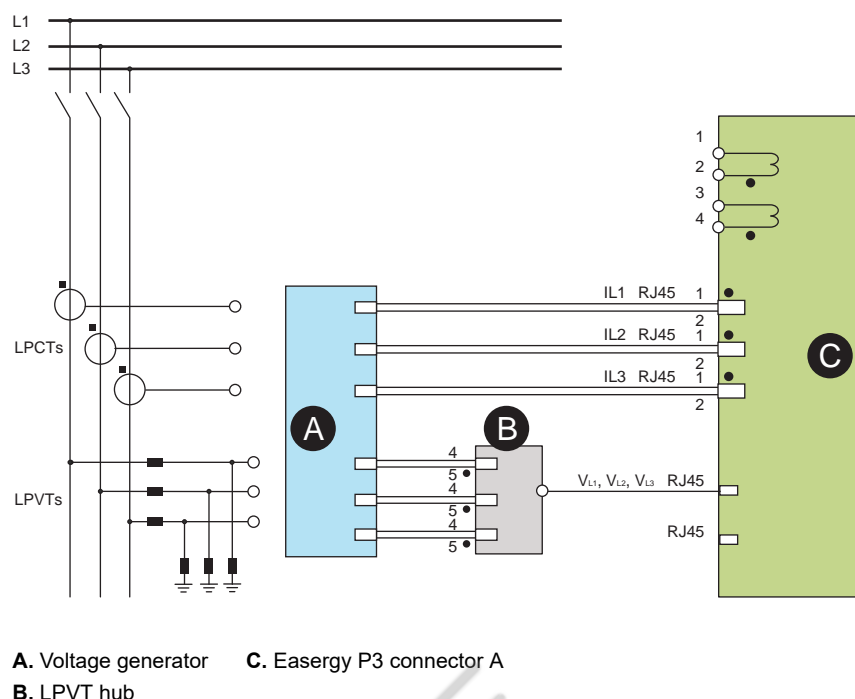 L1
L2
L3
1
2
3
4
IL1 RJ45 1
2
IL2 RJ45 1
2
IL3 RJ45 1
2
LPCTs
C
A
B
4
5
4
5
4
5
VL1, VL2, VL3 RJ45
LPVTs
RJ45
A. Voltage generator C. Easergy P3 connector A
B. LPVT hub